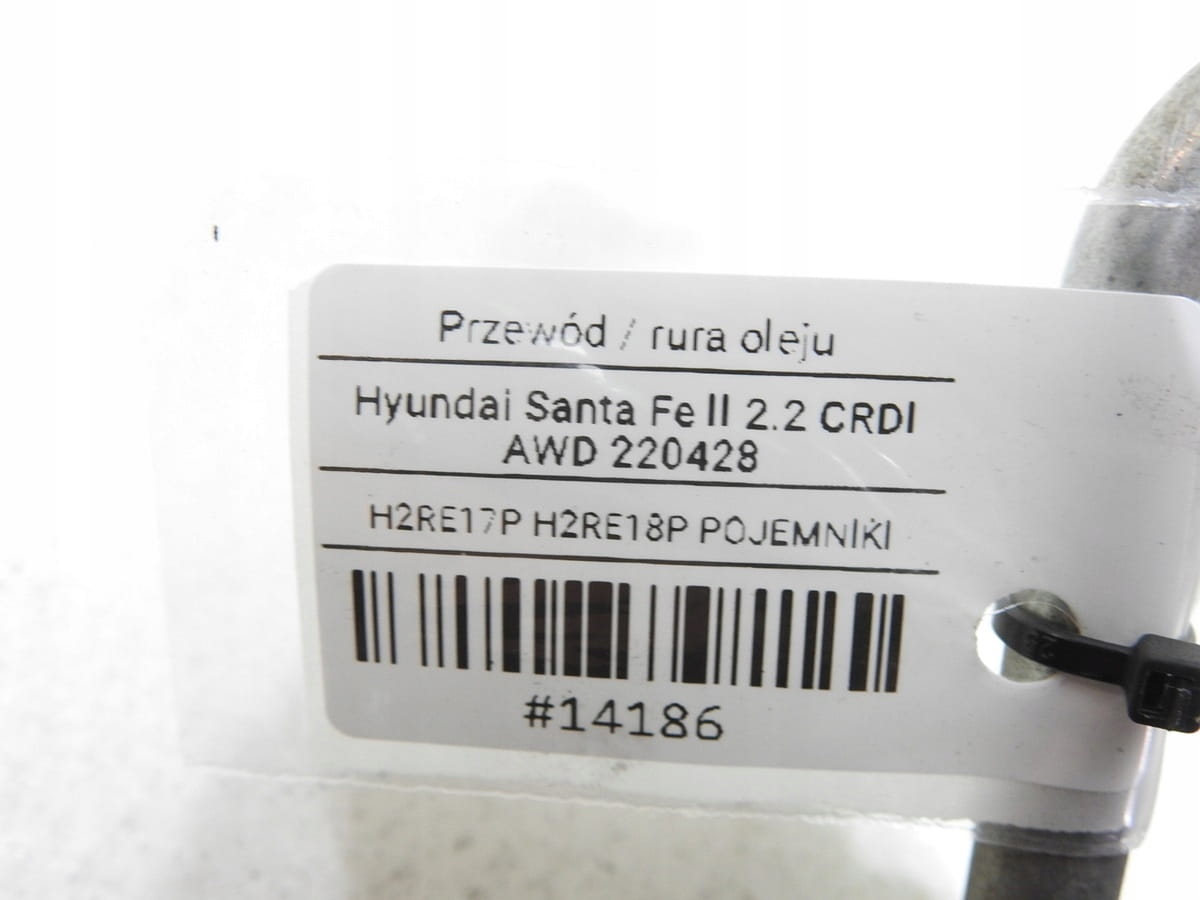 Przewód / rura oleju
Hyundai Santa Fe II 2.2 CRDI
AWD 220428
H2RE17P H2RE18P POJEMNIKI
#14186